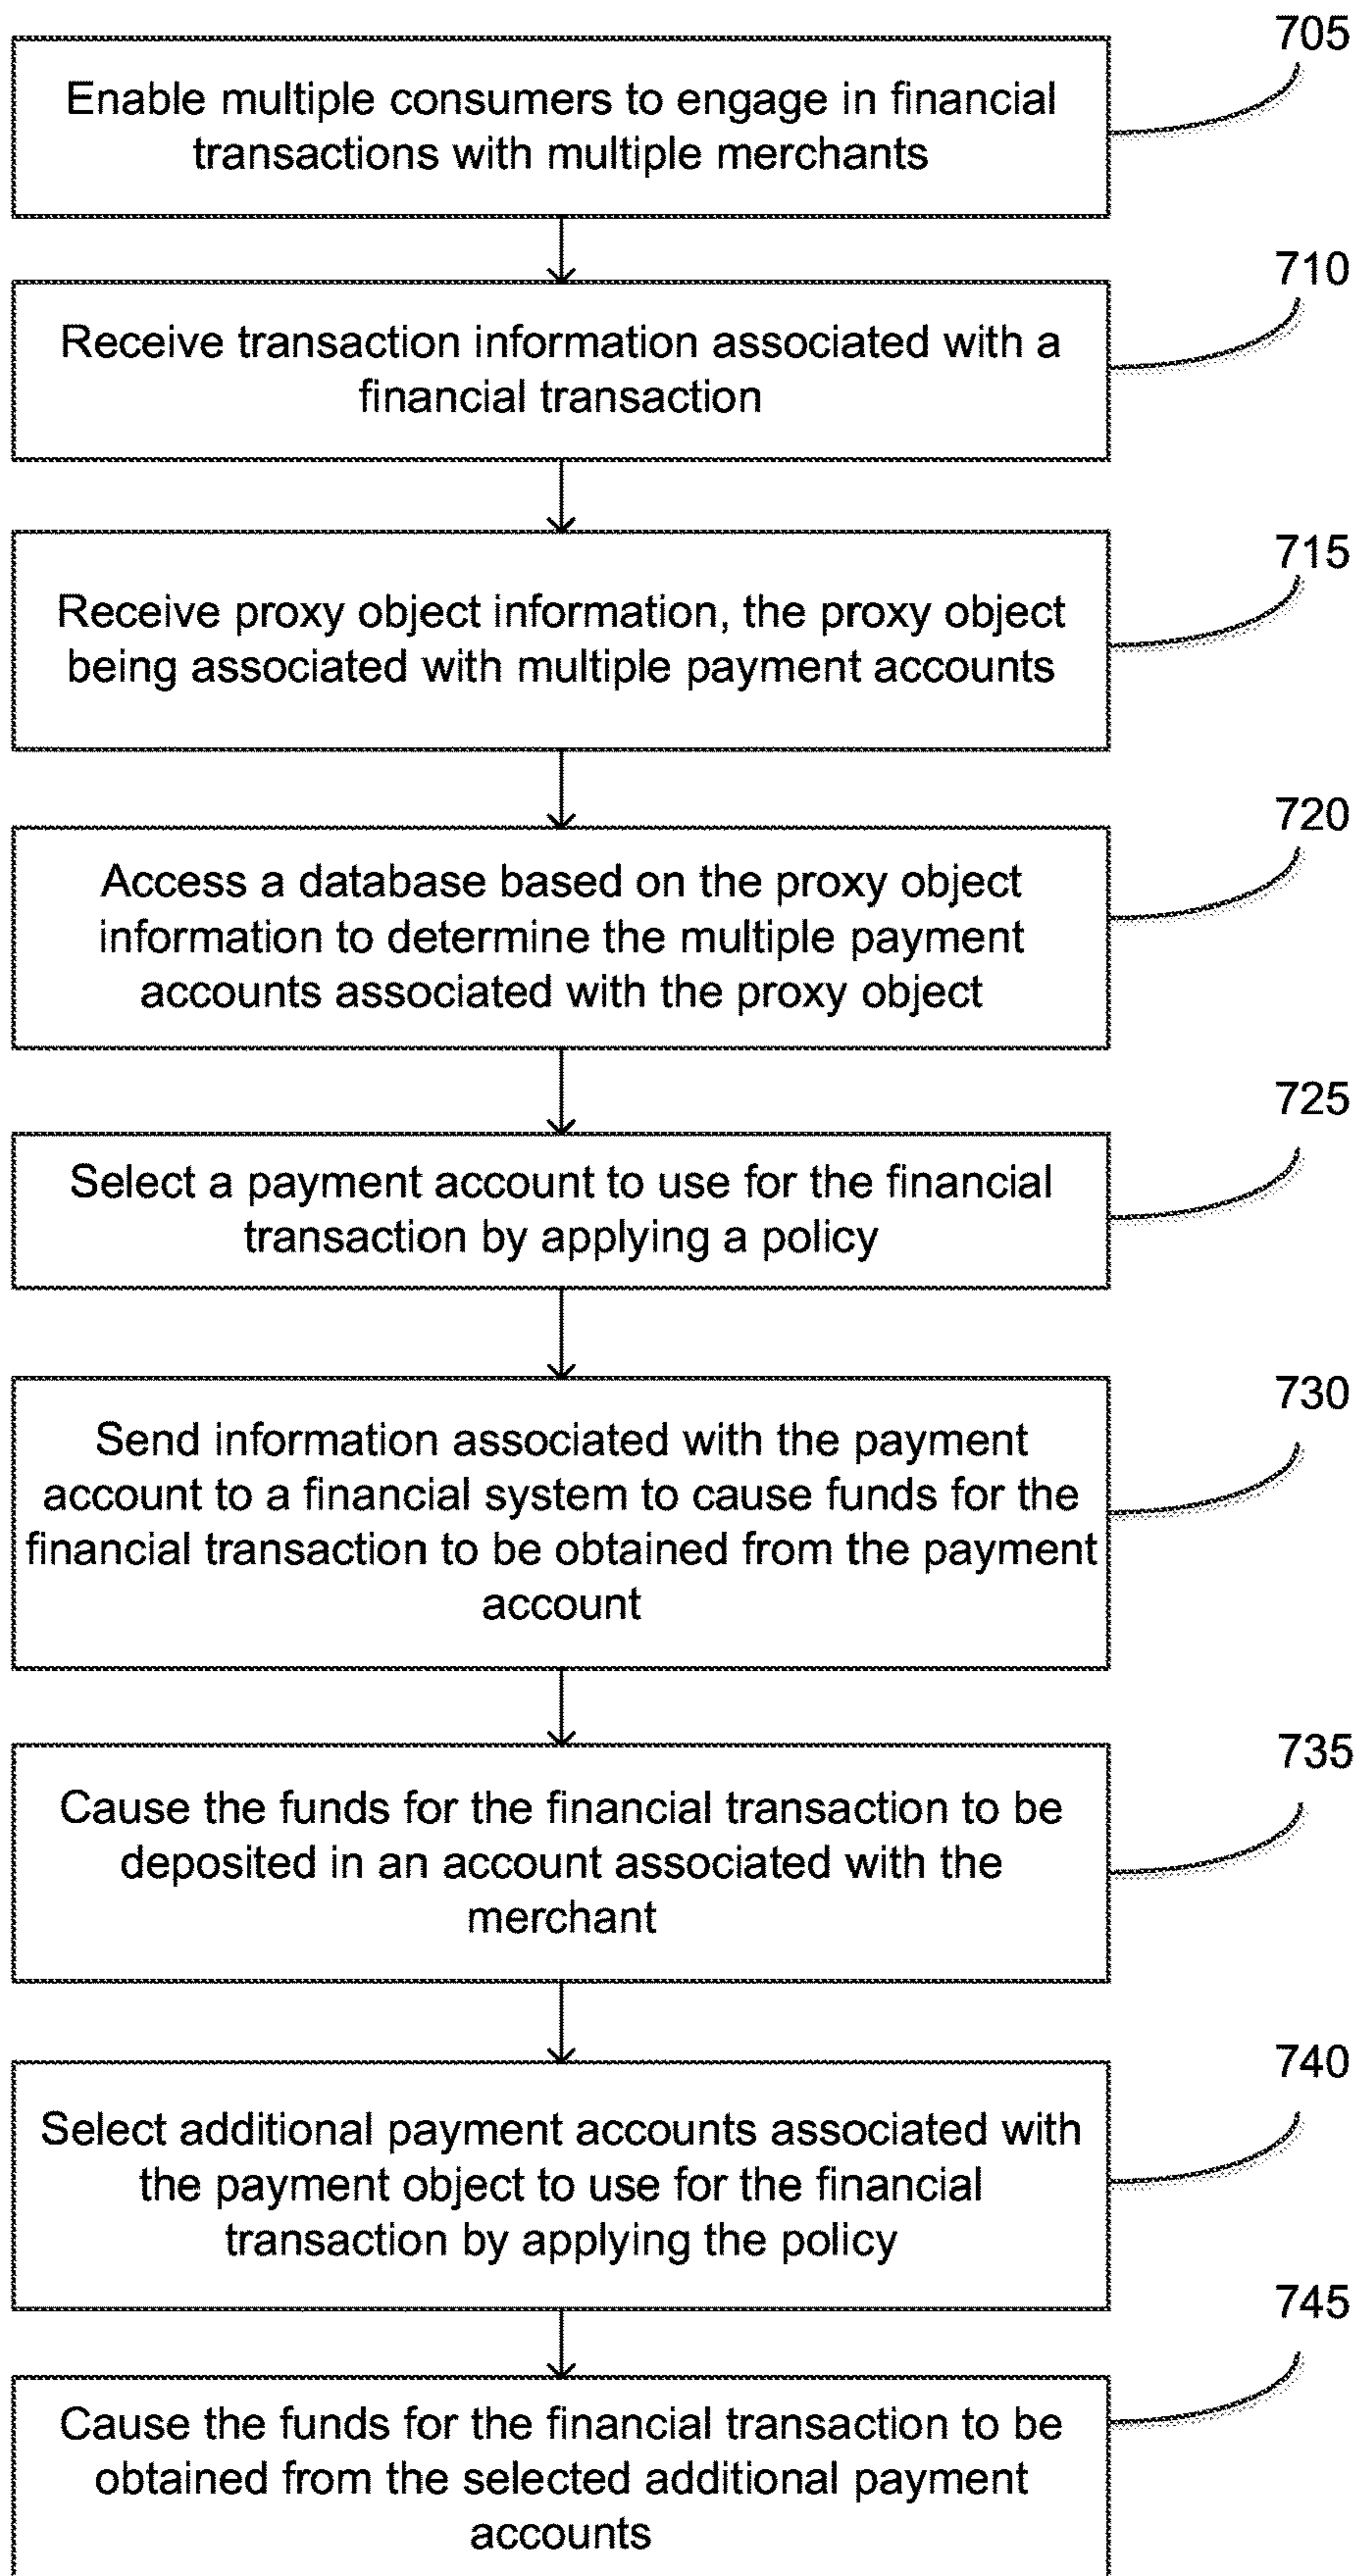 705
Enable multiple consumers to engage in financial
transactions with multiple merchants
710
Receive transaction information associated with a
financial transaction
715
Receive proxy object information, the proxy object
being associated with multiple payment accounts
720
Access a database based on the proxy object
information to determine the multiple payment
accounts associated with the proxy object
725
Select a payment account to use for the financial
transaction by applying a policy
730
Send information associated with the payment
account to a financial system to cause funds for the
financial transaction to be obtained from the payment
account
735
Cause the funds for the financial transaction to be
deposited in an account associated with the
merchant
740
Select additional payment accounts associated with
the payment object to use for the financial
transaction by applying the policy
745
Cause the funds for the financial transaction to be
obtained from the selected additional payment
accounts